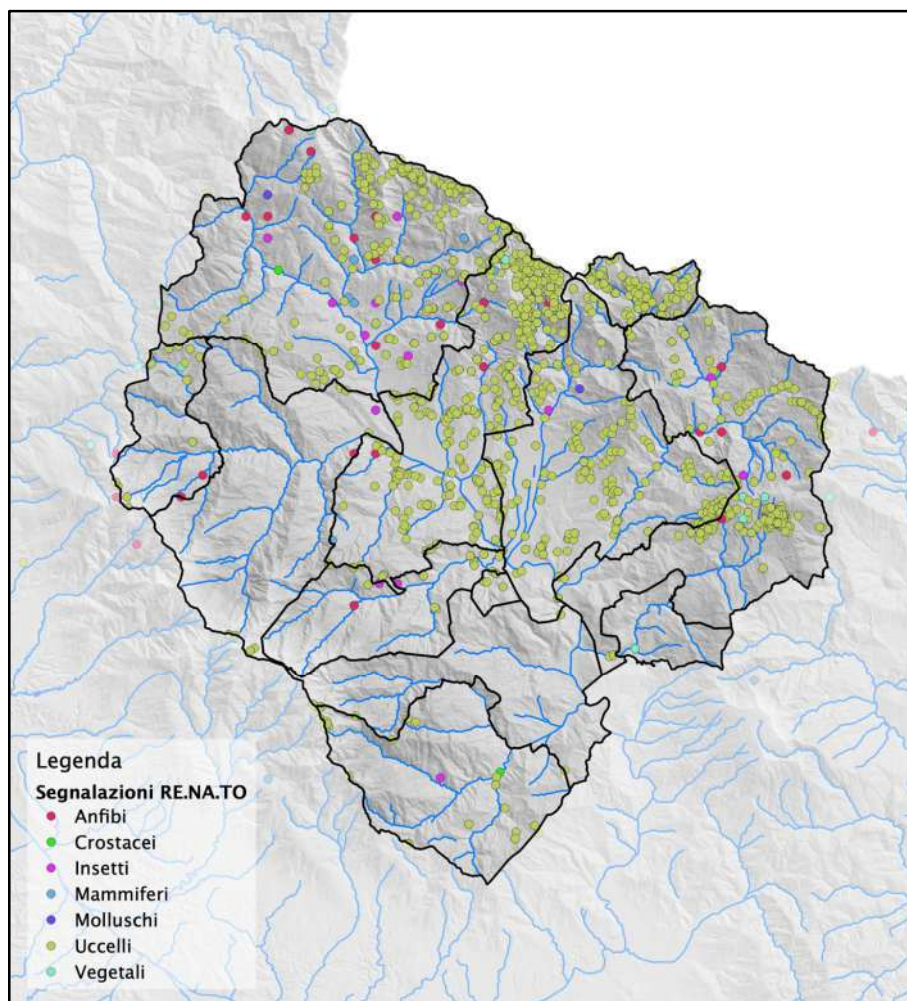 Legenda
Segnalazioni RE.NA.TO
Anfibi
Crostacei
Insetti
Mammiferi
Molluschi
Uccelli
Vegetali